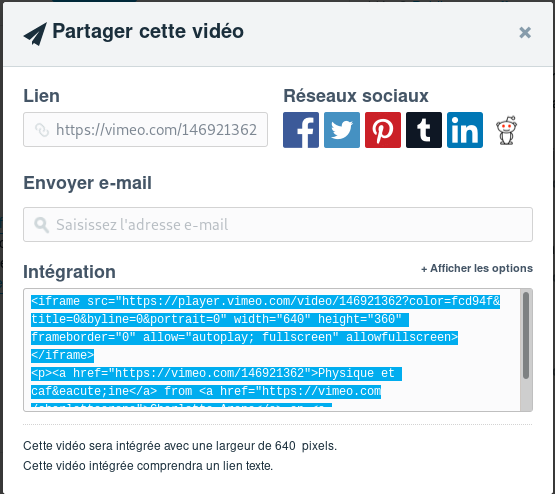 Partager cette vidéo
×
Lien
Réseaux sociaux
https://vimeo.com/146921362
Envoyer e-mail
Saisissez l'adresse e-mail
Intégration
+ Afficher les options
<iframe src="https://player.vimeo.com/video/146921362?color=fcd94f&
title=0&byline=0&portrait=0" width="640" height="360"
frameborder="0" allow="autoplay; fullscreen" allowfullscreen>
</iframe>
<p><a href="https://vimeo.com/146921362">Physique et
caf&eacute;ine</a> from <a href="https://vimeo.com
Cette vidéo sera intégrée avec une largeur de 640 pixels.
Cette vidéo intégrée comprendra un lien texte.